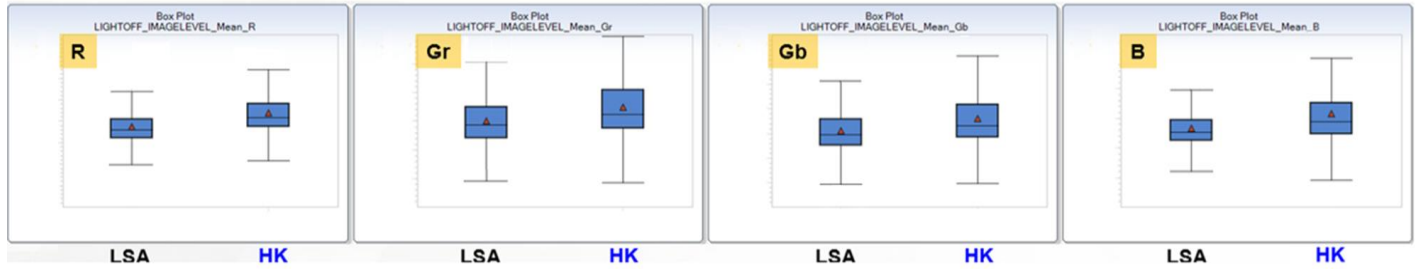 Box Plot
LIGHTOFF_IMAGELEVEL_Mean_R
R
LSA HK
Box Plot
LIGHTOFF_IMAGELEVEL_Mean_Gr
Gr
LSA HK
Box Plot
LIGHTOFF_IMAGELEVEL_Mean_Gb
Gb
LSA HK
Box Plot
LIGHTOFF_IMAGELEVEL_Mean_B
B
LSA HK